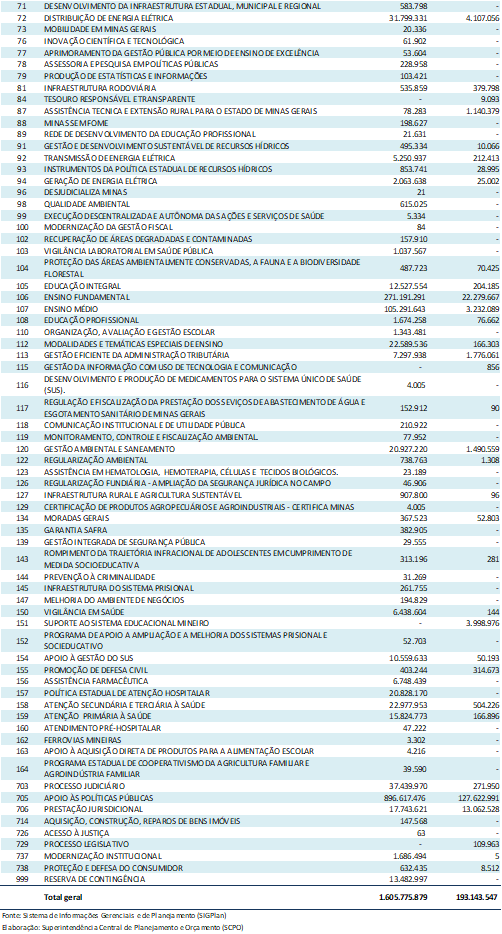 71 DESENVOLVIMENTO DA INFRAESTRUTURA ESTADUAL, MUNICIPAL E REGIONAL 583.798 -
72 DISTRIBUIÇÃO DE ENERGIA ELÉTRICA 31.799.331 4.107.056
73 MOBILIDADE EM MINAS GERAIS 20.336 -
76 INOVAÇÃO CIENTÍFICA E TECNOLÓGICA 61.902 -
77 APRIMORAMENTO DA GESTÃO PÚBLICA POR MEIO DE ENSINO DE EXCELÊNCIA 53.604 -
78 ASSESSORIA E PESQUISA EM POLÍTICAS PÚBLICAS 228.958 -
79 PRODUÇÃO DE ESTATÍSTICAS E INFORMAÇÕES 103.421 -
81 INFRAESTRUTURA RODOVIÁRIA 535.859 379.798
84 TESOURO RESPONSÁVEL E TRANSPARENTE - 9.093
87 ASSISTÊNCIA TECNICA E EXTENSÃO RURAL PARA O ESTADO DE MINAS GERAIS 78.283 1.140.379
88 MINAS SEM FOME 198.627 -
89 REDE DE DESENVOLVIMENTO DA EDUCAÇÃO PROFISSIONAL 21.631 -
91 GESTÃO E DESENVOLVIMENTO SUSTENTÁVEL DE RECURSOS HÍDRICOS 495.334 10.066
92 TRANSMISSÃO DE ENERGIA ELÉTRICA 5.250.937 212.413
93 INSTRUMENTOS DA POLÍTICA ESTADUAL DE RECURSOS HÍDRICOS 853.741 28.995
94 GERAÇÃO DE ENERGIA ELÉTRICA 2.063.638 25.002
96 DESJUDICIALIZA MINAS 21 -
98 QUALIDADE AMBIENTAL 615.025 -
99 EXECUÇÃO DESCENTRALIZADA E AUTÔNOMA DAS AÇÕES E SERVIÇOS DE SAÚDE 5.334 -
100 MODERNIZAÇÃO DA GESTÃO FISCAL 84 -
102 RECUPERAÇÃO DE ÁREAS DEGRADADAS E CONTAMINADAS 157.910 -
103 VIGILÂNCIA LABORATORIAL EM SAÚDE PÚBLICA 1.037.567 -
104 PROTEÇÃO DAS ÁREAS AMBIENTALMENTE CONSERVADAS, A FAUNA E A BIODIVERSIDADE
FLORESTAL 487.723 70.425
105 EDUCAÇÃO INTEGRAL 12.527.554 204.185
106 ENSINO FUNDAMENTAL 271.191.291 22.279.667
107 ENSINO MÉDIO 105.291.643 3.232.089
108 EDUCAÇÃO PROFISSIONAL 1.674.258 76.662
110 ORGANIZAÇÃO, AVALIAÇÃO E GESTÃO ESCOLAR 1.343.481 -
112 MODALIDADES E TEMÁTICAS ESPECIAIS DE ENSINO 22.589.536 166.303
113 GESTÃO EFICIENTE DA ADMINISTRAÇÃO TRIBUTÁRIA 7.297.938 1.776.061
115 GESTÃO DA INFORMAÇÃO COM USO DE TECNOLOGIA E COMUNICAÇÃO - 856
116 DESENVOLVIMENTO E PRODUÇÃO DE MEDICAMENTOS PARA O SISTEMA ÚNICO DE SAÚDE
(SUS). 4.005 -
117 REGULAÇÃO E FISCALIZAÇÃO DA PRESTAÇÃO DOS SEVIÇOS DE ABASTECIMENTO DE ÁGUA E
ESGOTAMENTO SANITÁRIO DE MINAS GERAIS 152.912 90
118 COMUNICAÇÃO INSTITUCIONAL E DE UTILIDADE PÚBLICA 210.922 -
119 MONITORAMENTO, CONTROLE E FISCALIZAÇÃO AMBIENTAL. 77.952 -
120 GESTÃO AMBIENTAL E SANEAMENTO 20.927.220 1.490.559
122 REGULARIZAÇÃO AMBIENTAL 738.763 1.308
123 ASSISTÊNCIA EM HEMATOLOGIA, HEMOTERAPIA, CÉLULAS E TECIDOS BIOLÓGICOS. 23.189 -
126 REGULARIZAÇÃO FUNDIÁRIA - AMPLIAÇÃO DA SEGURANÇA JURÍDICA NO CAMPO 46.906 -
127 INFRAESTRUTURA RURAL E AGRICULTURA SUSTENTÁVEL 907.800 96
129 CERTIFICAÇÃO DE PRODUTOS AGROPECUÁRIOS E AGROINDUSTRIAIS - CERTIFICA MINAS 4.005 -
134 MORADAS GERAIS 367.523 52.803
135 GARANTIA SAFRA 382.905 -
139 GESTÃO INTEGRADA DE SEGURANÇA PÚBLICA 29.555 -
143 ROMPIMENTO DA TRAJETÓRIA INFRACIONAL DE ADOLESCENTES EM CUMPRIMENTO DE
MEDIDA SOCIOEDUCATIVA 313.196 281
144 PREVENÇÃO À CRIMINALIDADE 31.269 -
145 INFRAESTRUTURA DO SISTEMA PRISIONAL 261.755 -
147 MELHORIA DO AMBIENTE DE NEGÓCIOS 194.829 -
150 VIGILÂNCIA EM SAÚDE 6.438.604 144
151 SUPORTE AO SISTEMA EDUCACIONAL MINEIRO - 3.998.976
152 PROGRAMA DE APOIO A AMPLIAÇÃO E A MELHORIA DOS SISTEMAS PRISIONAL E
SOCIEDUCATIVO 52.703 -
154 APOIO À GESTÃO DO SUS 10.559.633 50.193
155 PROMOÇÃO DE DEFESA CIVIL 403.244 314.673
156 ASSISTÊNCIA FARMACÊUTICA 6.748.439 -
157 POLÍTICA ESTADUAL DE ATENÇÃO HOSPITALAR 20.828.170 -
158 ATENÇÃO SECUNDÁRIA E TERCIÁRIA À SAÚDE 22.977.953 504.226
159 ATENÇÃO PRIMÁRIA À SAÚDE 15.824.773 166.896
160 ATENDIMENTO PRÉ-HOSPITALAR 47.222 -
162 FERROVIAS MINEIRAS 3.302 -
163 APOIO À AQUISIÇÃO DIRETA DE PRODUTOS PARA A ALIMENTAÇÃO ESCOLAR 4.216 -
164 PROGRAMA ESTADUAL DE COOPERATIVISMO DA AGRICULTURA FAMILIAR E
AGROINDÚSTRIA FAMILIAR 39.590 -
703 PROCESSO JUDICIÁRIO 37.439.970 271.950
705 APOIO ÀS POLÍTICAS PÚBLICAS 896.617.476 127.622.991
706 PRESTAÇÃO JURISDICIONAL 17.743.621 13.062.528
714 AQUISIÇÃO, CONSTRUÇÃO, REPAROS DE BENS IMÓVEIS 147.568 -
726 ACESSO À JUSTIÇA 63 -
729 PROCESSO LEGISLATIVO - 109.963
737 MODERNIZAÇÃO INSTITUCIONAL 1.686.494 5
738 PROTEÇÃO E DEFESA DO CONSUMIDOR 632.435 8.512
999 RESERVA DE CONTINGÊNCIA 13.482.997 -
Total geral 1.605.775.879 193.143.547
Fonte: Sistema de Informações Gerenciais e de Planejamento (SIGPlan)
Elaboração: Superintendência Central de Planejamento e Orçamento (SCPO)